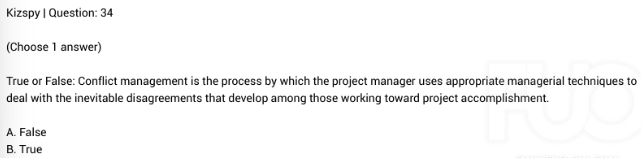 Kizspy | Question: 34
(Choose 1 answer)
True or False: Conflict management is the process by which the project manager uses appropriate managerial techniques to
deal with the inevitable disagreements that develop among those working toward project accomplishment.
A. False
B. True
FUO